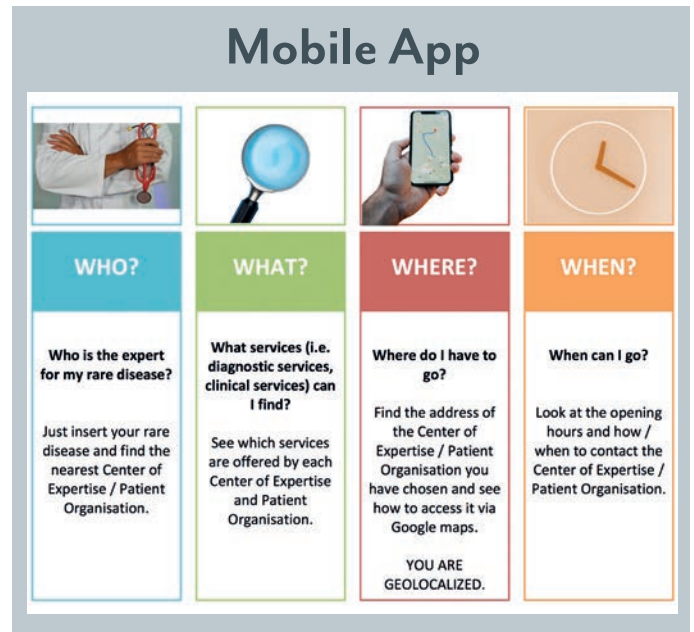 Mobile App
WHO?
Who is the expert
for my rare disease?
Just insert your rare
disease and find the
nearest Center of
Expertise / Patient
Organisation.
WHAT?
What services (i.e.
diagnostic services,
clinical services) can
I find?
See which services
are offered by each
Center of Expertise
and Patient
Organisation.
WHERE?
Where do I have to
go?
Find the address of
the Center of
Expertise / Patient
Organisation you
have chosen and see
how to access it via
Google maps.
YOU ARE
GEOLOCALIZED.
WHEN?
When can I go?
Look at the opening
hours and how /
when to contact the
Center of Expertise /
Patient Organisation.